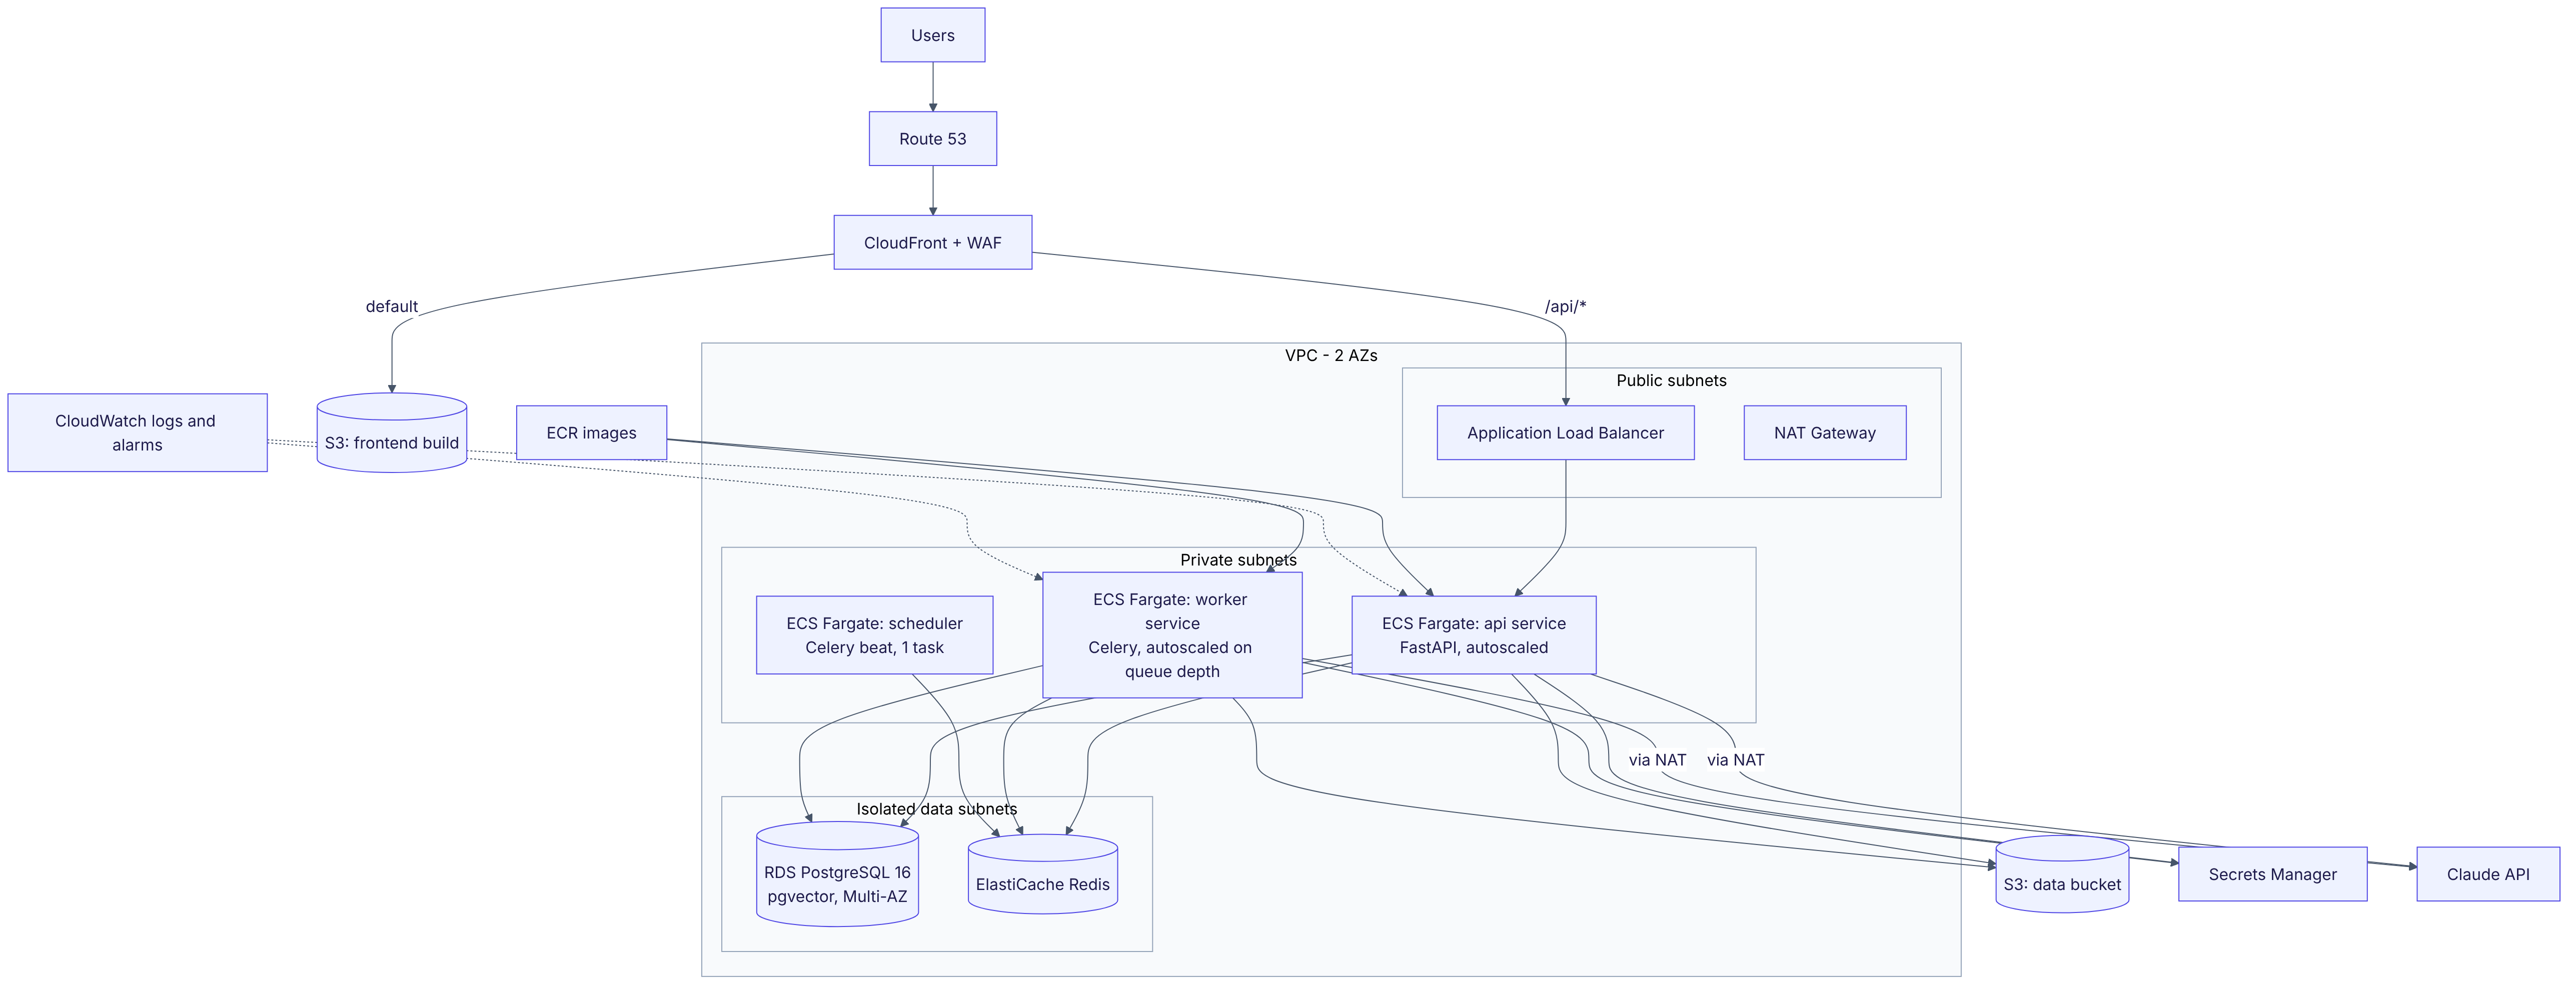 Users
Route 53
CloudFront + WAF
default
/api/*
VPC - 2 AZs
Public subnets
CloudWatch logs and
alarms
S3: frontend build
ECR images
Application Load Balancer
NAT Gateway
Private subnets
ECS Fargate: scheduler
Celery beat, 1 task
ECS Fargate: worker
service
Celery, autoscaled on
queue depth
ECS Fargate: api service
FastAPI, autoscaled
via NAT
via NAT
Isolated data subnets
RDS PostgreSQL 16
pgvector, Multi-AZ
ElastiCache Redis
S3: data bucket
Secrets Manager
Claude API